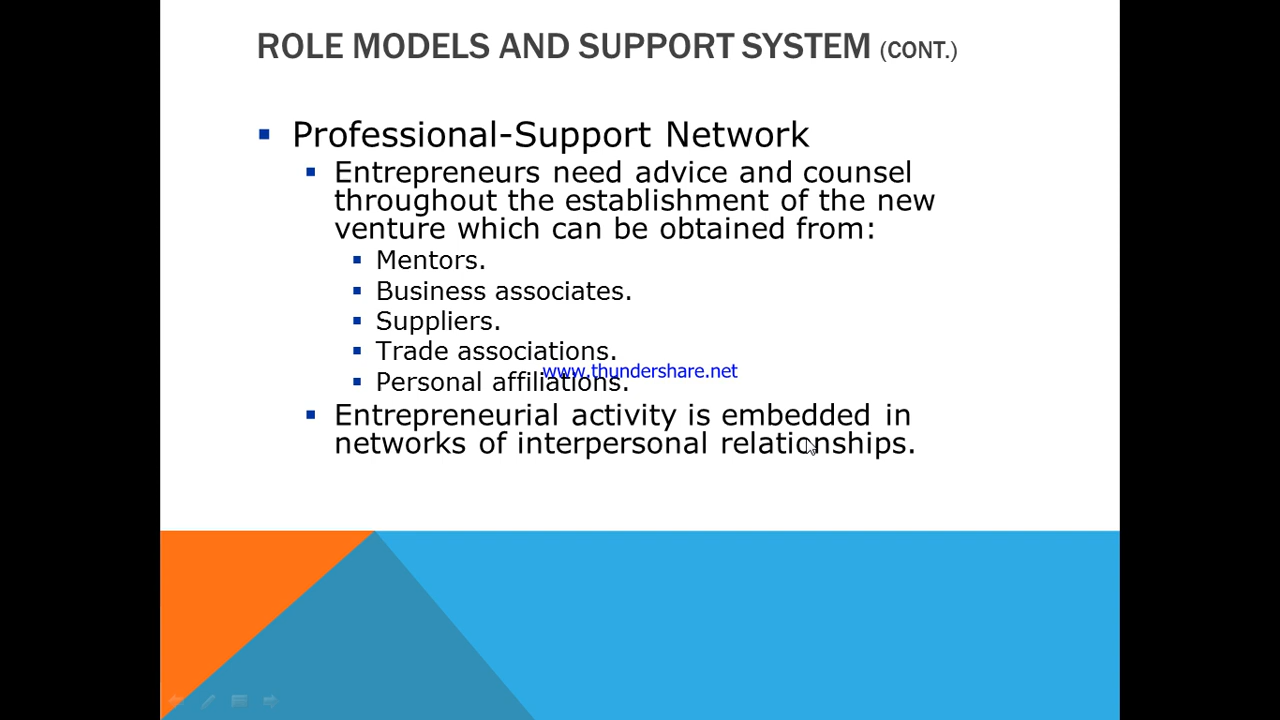 ROLE MODELS AND SUPPORT SYSTEM (CONT.)
Professional-Support Network
Entrepreneurs need advice and counsel
throughout the establishment of the new
venture which can be obtained from:
Mentors.
Business associates.
Suppliers.
Trade associations.
www.thundershare.net
Personal affiliations.
Entrepreneurial activity is embedded in
networks of interpersonal relationships.